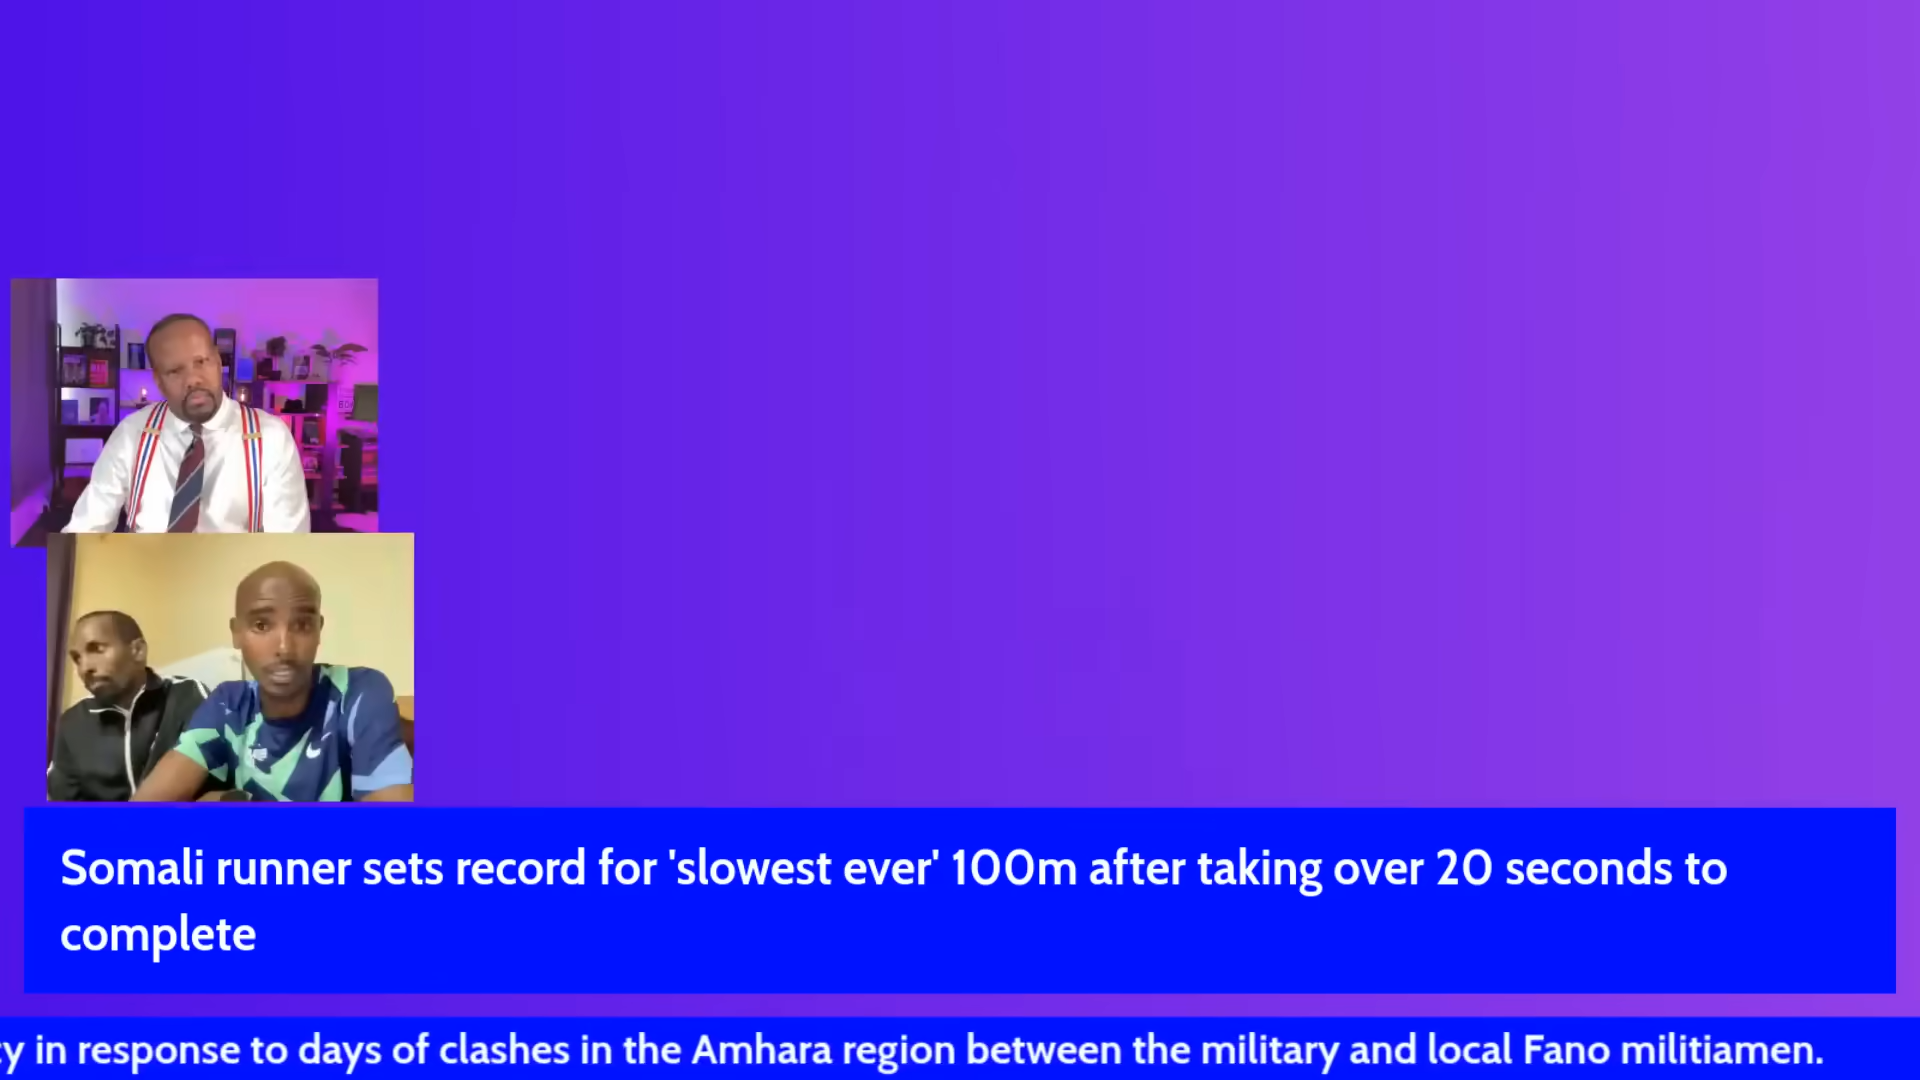 Somali runner sets record for 'slowest ever' 100m after taking over 20 seconds to
complete
in response to days of clashes in the Amhara region between the military and local Fano militiamen.